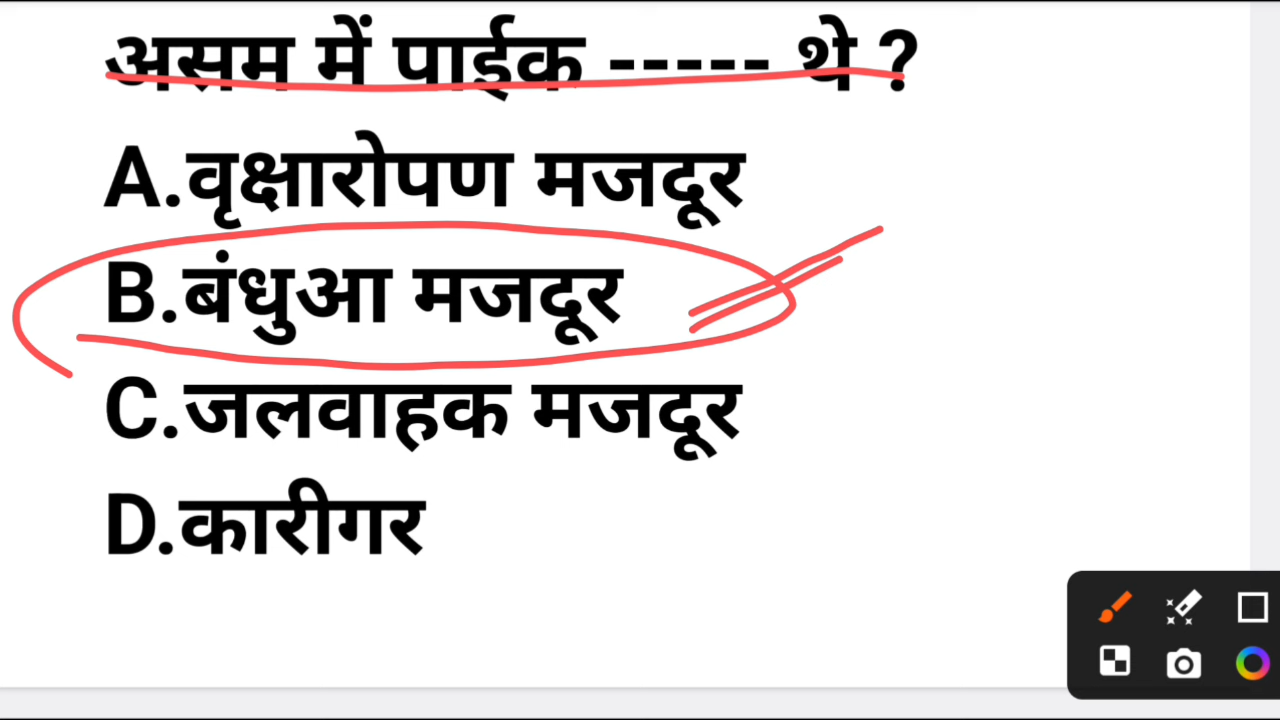 असम में पाईक ----- थे ?
A.वृक्षारोपण मजदूर
B.बंधुआ मजदूर
C.जलवाहक मजदूर
D.कारीगर